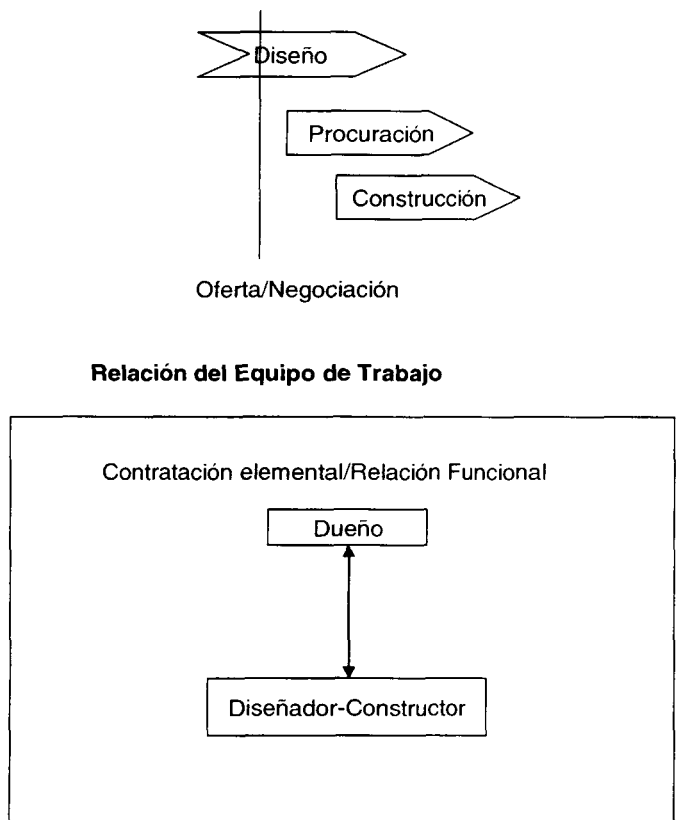 Diseño
Procuración
Construcción
Oferta/Negociación
Relación del Equipo de Trabajo
Contratación elemental/Relación Funcional
Dueño
Diseñador-Constructor